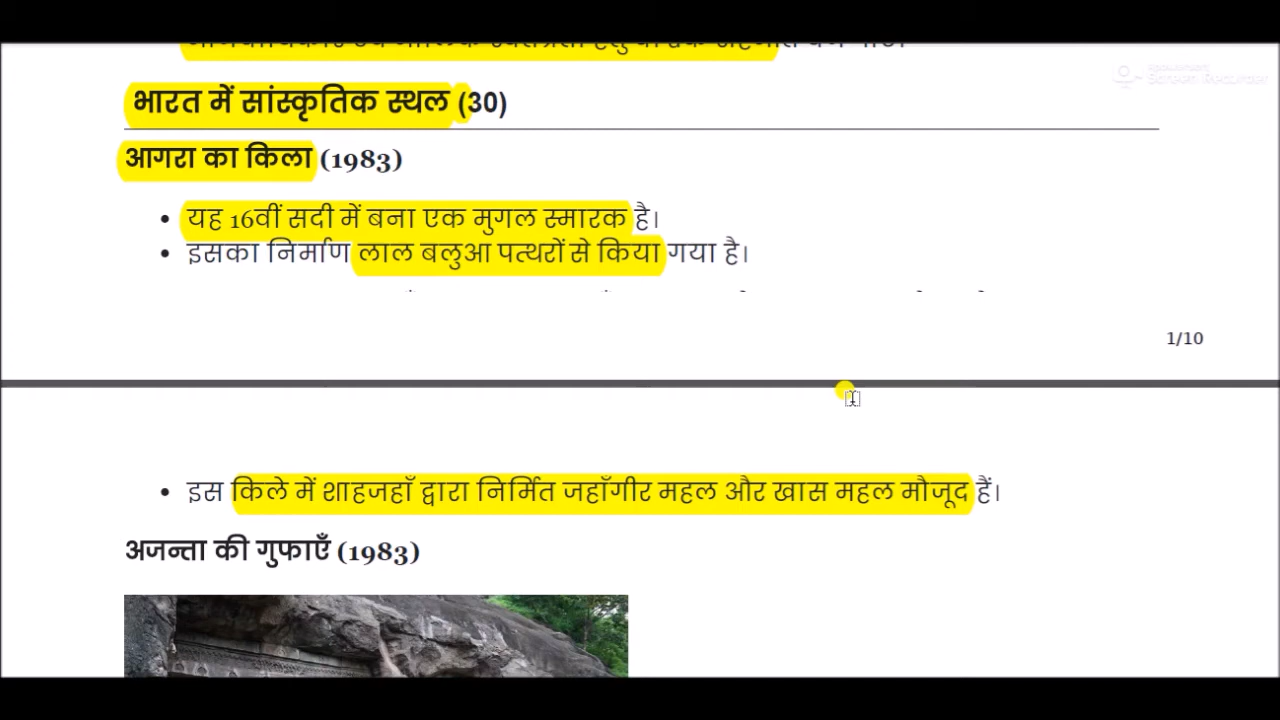 भारत में सांस्कृतिक स्थल (30)
आगरा का किला (1983)
• यह 16वीं सदी में बना एक मुगल स्मारक है।
• इसका निर्माण लाल बलुआ पत्थरों से किया गया है।
1/10
• इस किले में शाहजहाँ द्वारा निर्मित जहाँगीर महल और खास महल मौजूद हैं।
अजन्ता की गुफाएँ (1983)